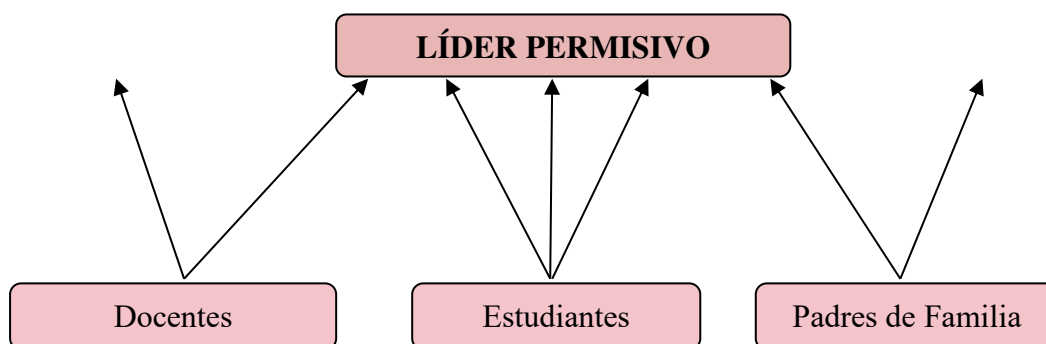 LÍDER PERMISIVO
Docentes
Estudiantes
Padres de Familia